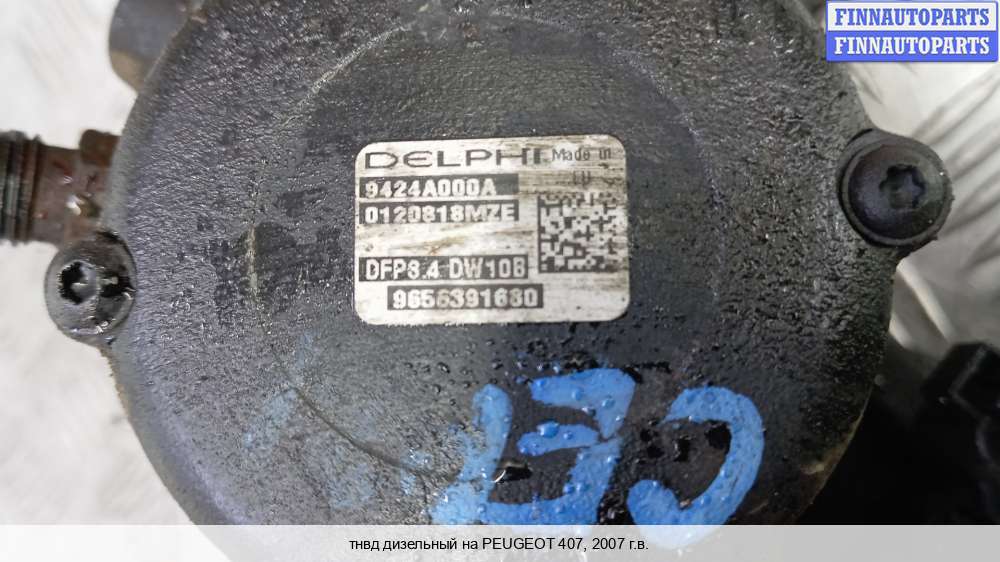 FINNAUTOPARTS
FINNAUTOPARTS
DELPHI Made in
9424A000A
0120818MZE
DFP3.4 DW10B
9656391680
тнвд дизельный на PEUGEOT 407, 2007 г.в.